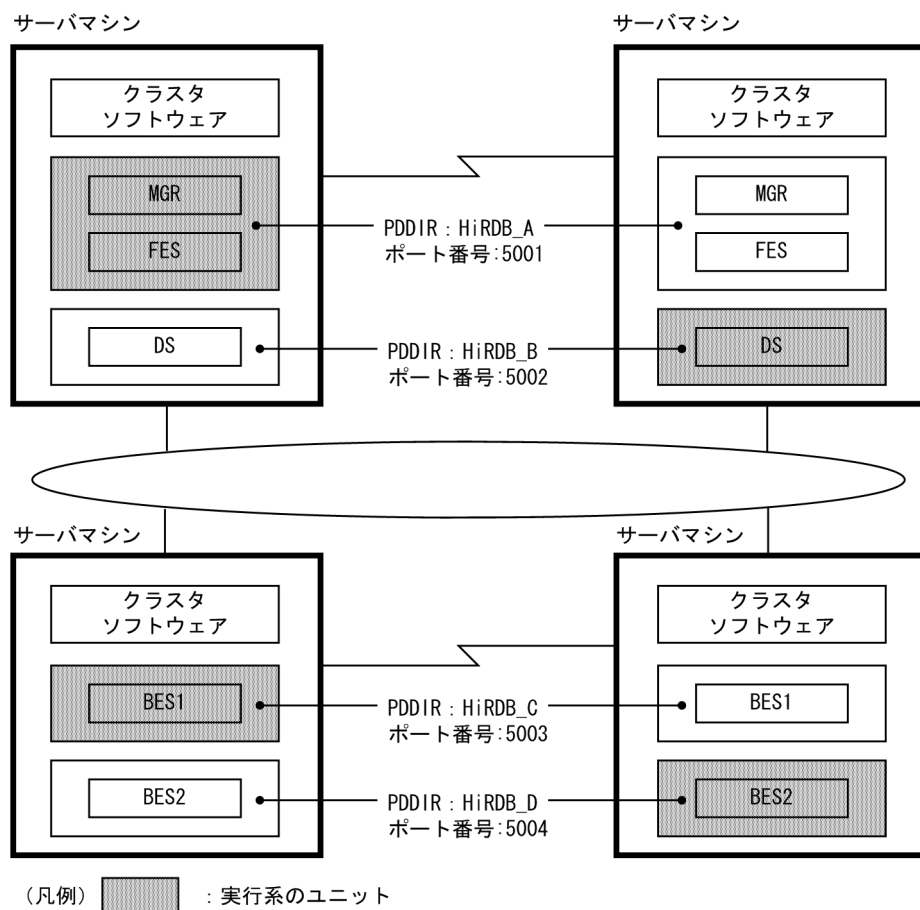 サーバマシン
サーバマシン
クラスタ
ソフトウェア
クラスタ
ソフトウェア
MGR
FES
PDDIR：HiRDB_A
ポート番号:5001
MGR
FES
DS
PDDIR：HiRDB_B
ポート番号:5002
DS
サーバマシン
サーバマシン
クラスタ
ソフトウェア
クラスタ
ソフトウェア
BES1
PDDIR：HiRDB_C
ポート番号:5003
BES1
BES2
PDDIR：HiRDB_D
ポート番号:5004
BES2
（凡例） ：実行系のユニット